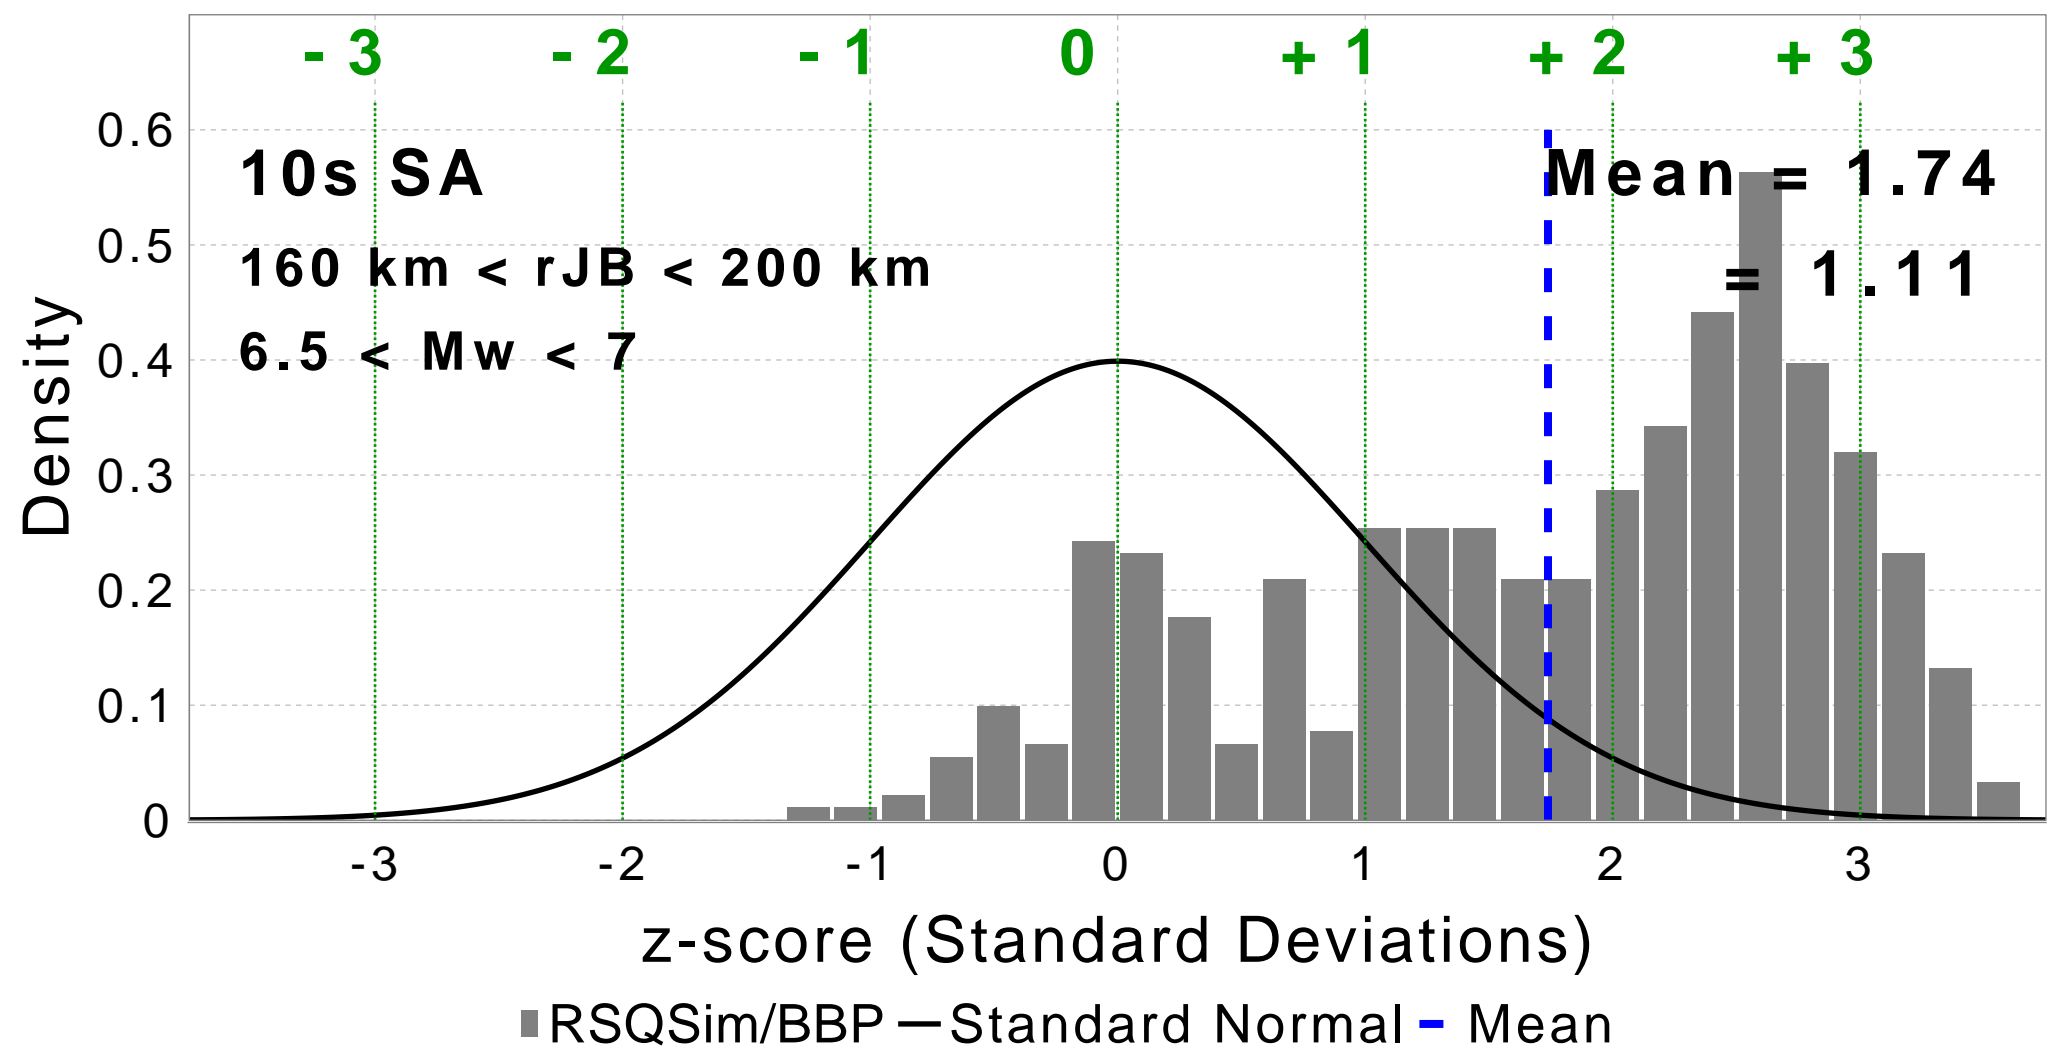 - 3 - 2 - 1 0 + 1 + 2 + 3
0.6
10s SA
Mean = 1.74
0.5
160 km < rJB < 200 km
= 1.11
6.5 < Mw < 7
0.4
0.3
0.2
0.1
0
Density
-3 -2 -1 0 1 2 3
z-score (Standard Deviations)
RSQSim/BBP Standard Normal Mean